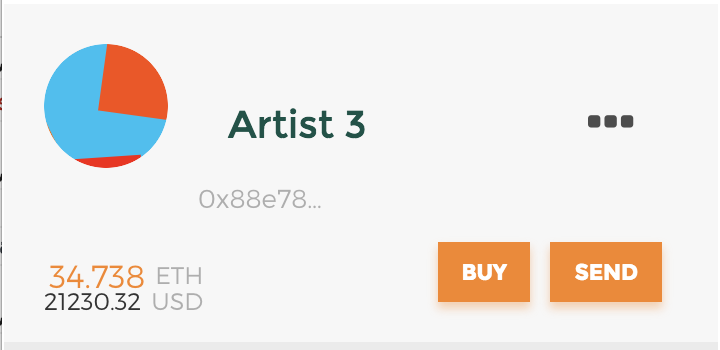 Artist 3
0x88e78...
34.738 ETH
21230.32 USD
BUY
SEND